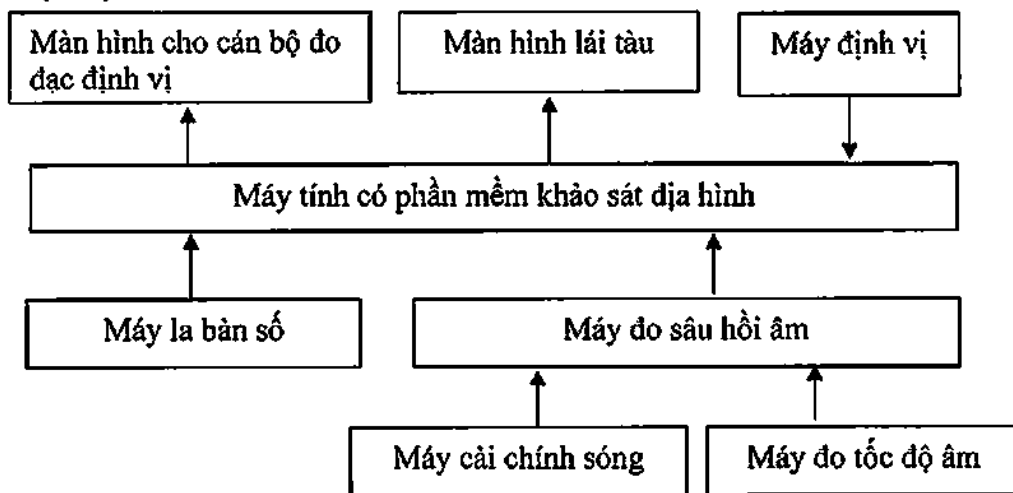 Màn hình cho cán bộ đo
đạc định vị
Màn hình lái tàu
Máy định vị
Máy tính có phần mềm khảo sát địa hình
Máy la bàn số
Máy đo sâu hồi âm
Máy cải chính sóng
Máy đo tốc độ âm